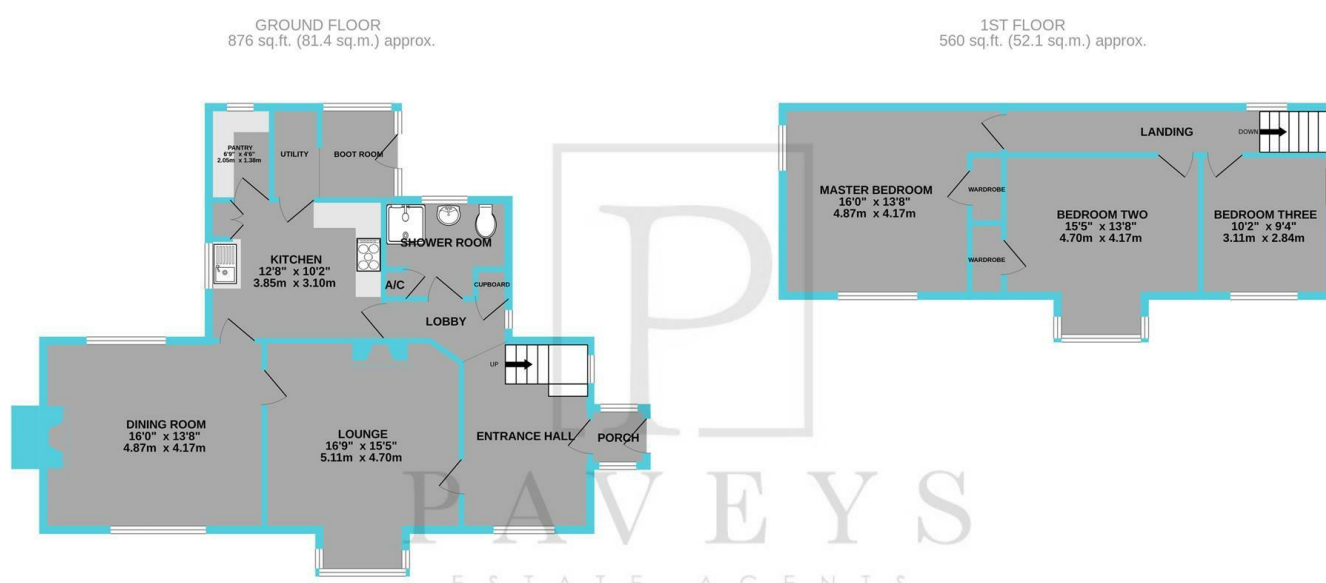 GROUND FLOOR
876 sq.ft. (81.4 sq.m.) approx.
1ST FLOOR
560 sq.ft. (52.1 sq.m.) approx.
PANTRY
6'9" x 4'6"
2.05m x 1.38m
UTILITY
BOOT ROOM
SHOWER ROOM
KITCHEN
12'8" x 10'2"
3.85m x 3.10m
A/C
CUPBOARD
LOBBY
UP
DINING ROOM
16'0" x 13'8"
4.87m x 4.17m
LOUNGE
16'9" x 15'5"
5.11m x 4.70m
ENTRANCE HALL
PORCH
LANDING
DOWN
MASTER BEDROOM
16'0" x 13'8"
4.87m x 4.17m
WARDROBE
WARDROBE
BEDROOM TWO
15'5" x 13'8"
4.70m x 4.17m
BEDROOM THREE
10'2" x 9'4"
3.11m x 2.84m
P
PAVEYS
ESTATE AGENTS